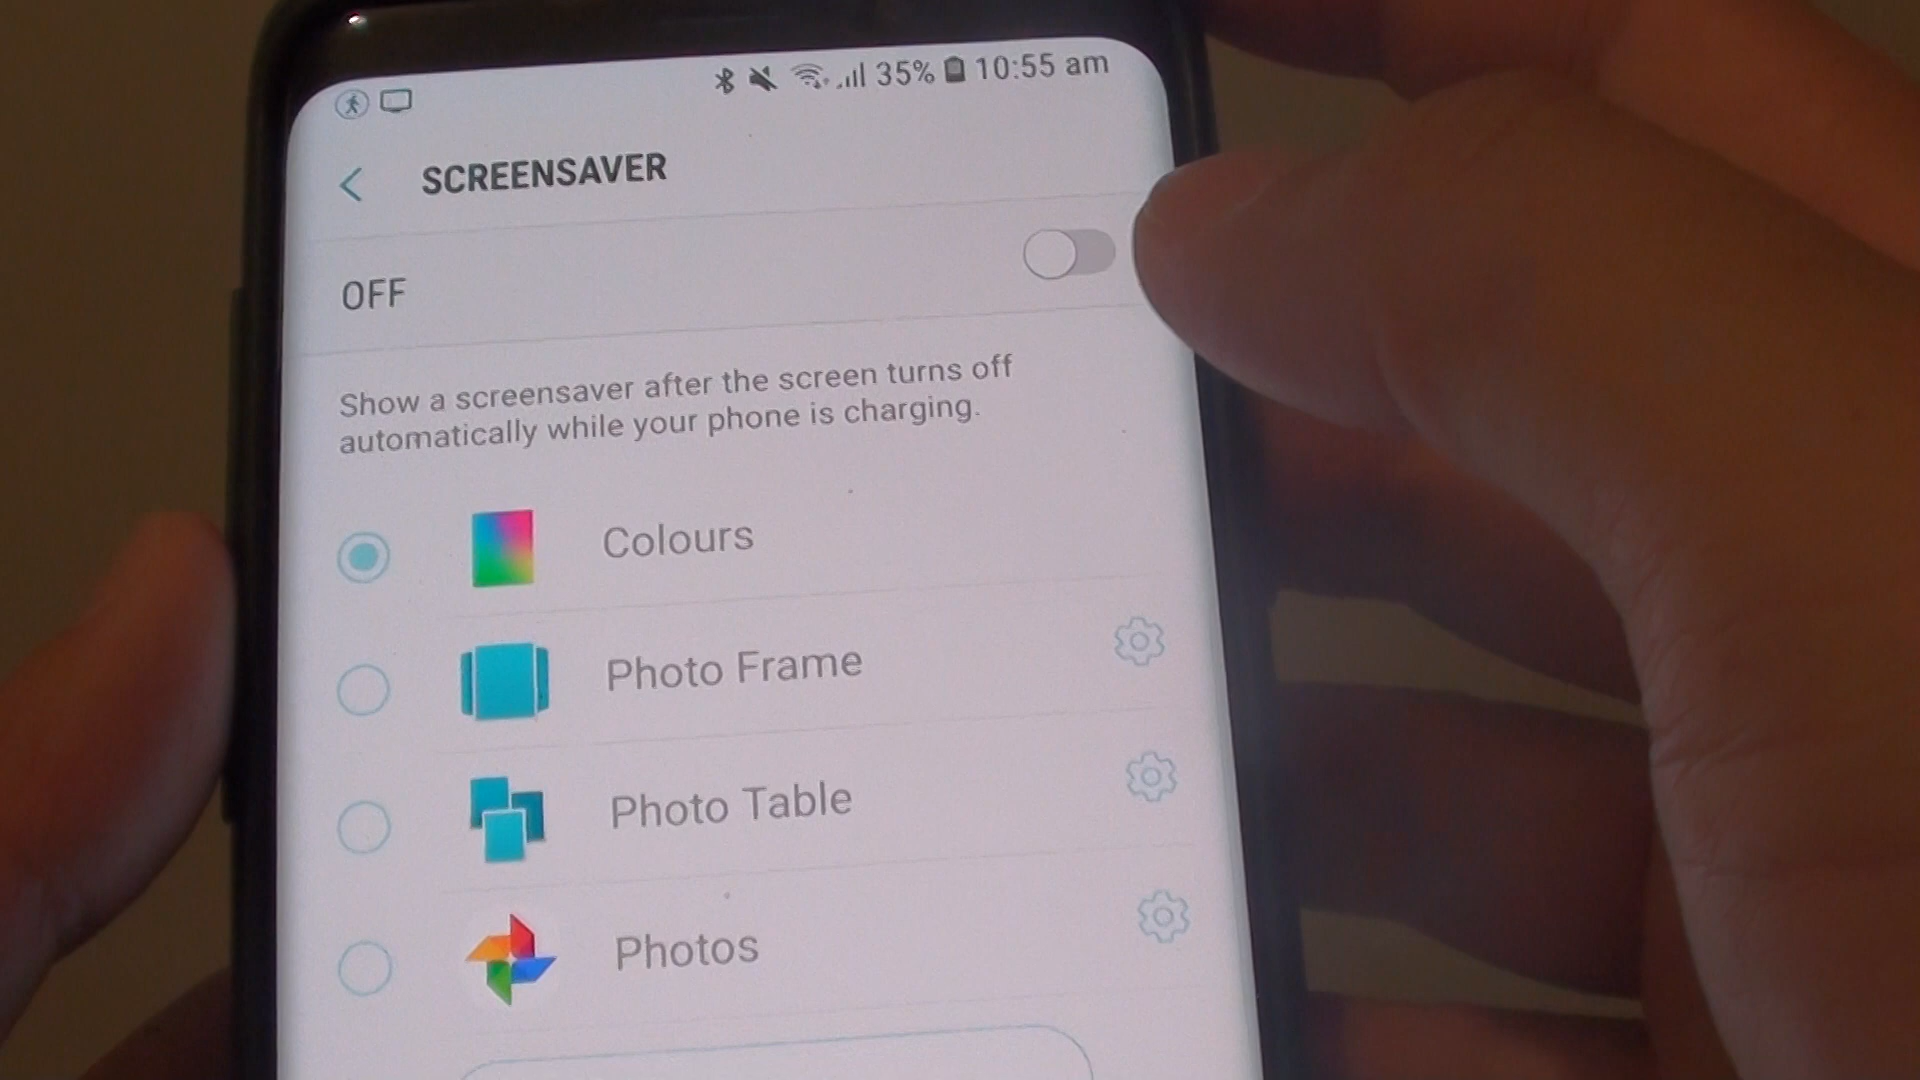 35% 10:55 am
SCREENSAVER
OFF
Show a screensaver after the screen turns off
automatically while your phone is charging.
Colours
Photo Frame
Photo Table
Photos